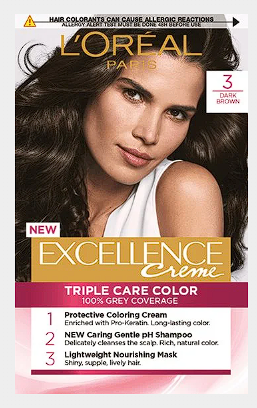 HAIR COLORANTS CAN CAUSE ALLERGIC REACTIONS
ALLERGY ALERT TEST MUST BE DONE 48H BEFORE USE
L'ORÉAL
PARIS
3
DARK
BROWN
NEW
EXCELLENCE
Creme
TRIPLE CARE COLOR
100% GREY COVERAGE
1 Protective Coloring Cream
Enriched with Pro-Keratin. Long-lasting color.
2 NEW Caring Gentle pH Shampoo
Delicately cleanses the scalp. Rich, natural color.
3 Lightweight Nourishing Mask
Shiny, supple, lively hair.